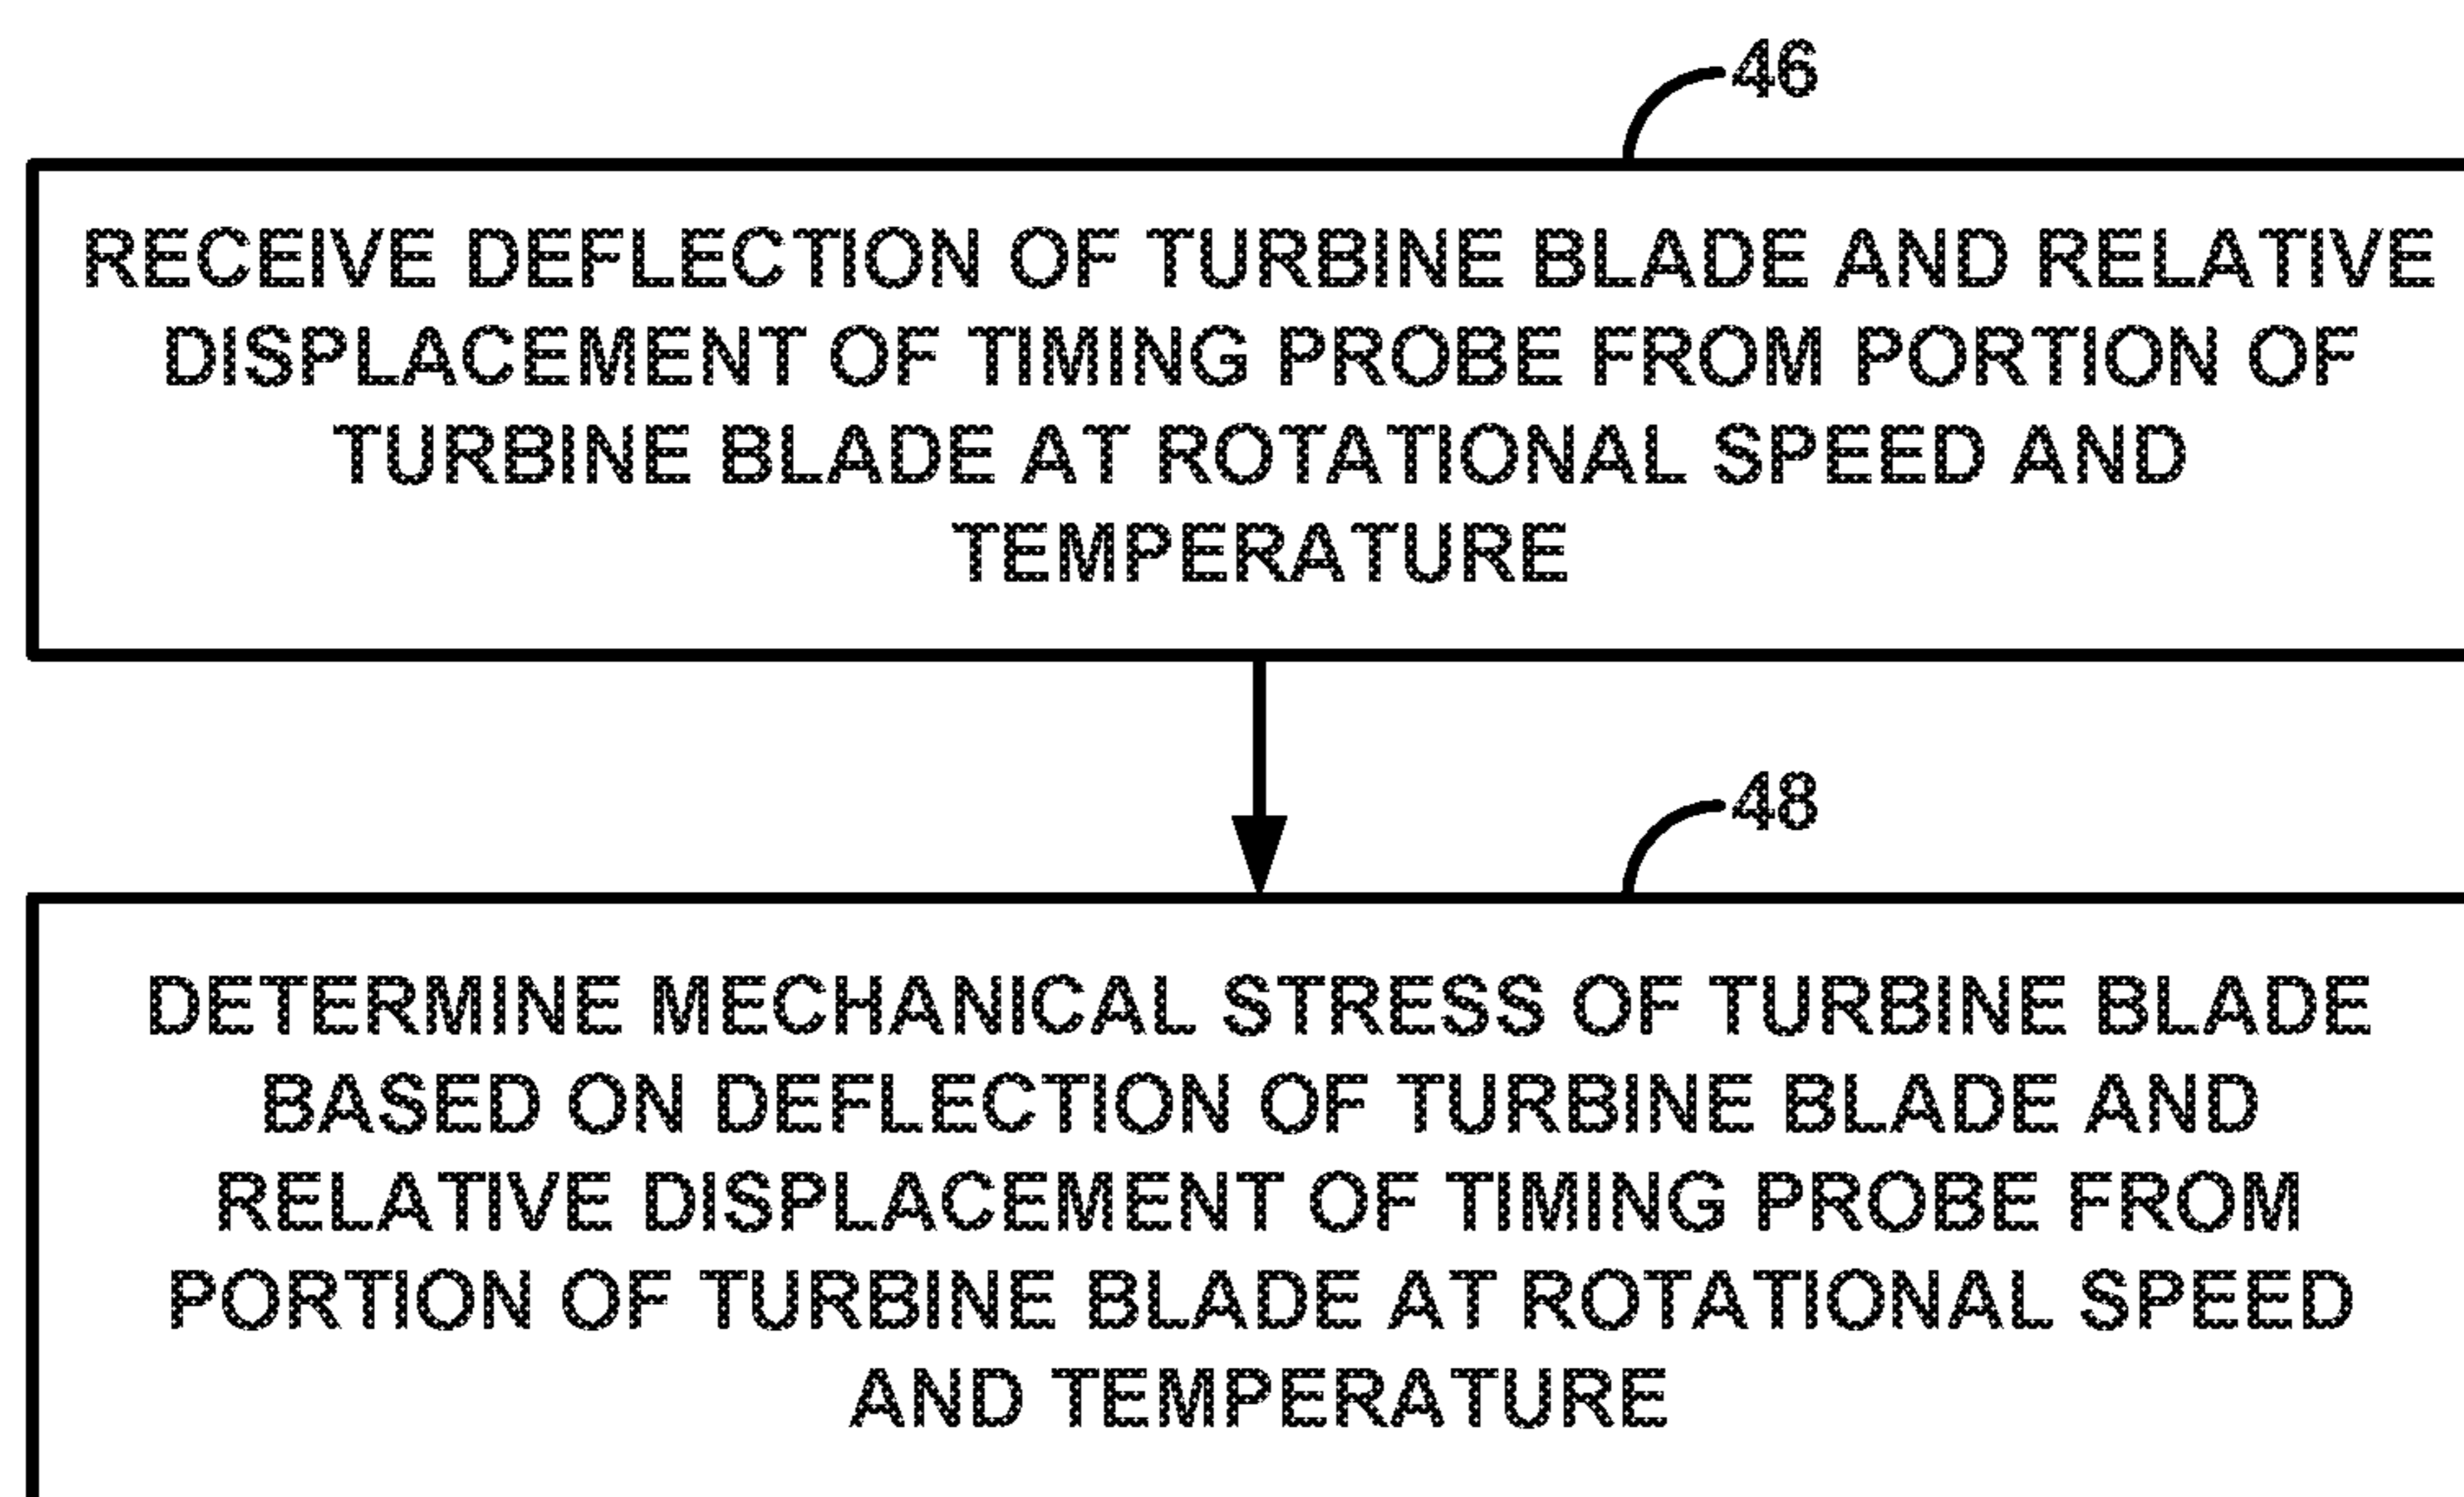 46
RECEIVE DEFLECTION OF TURBINE BLADE AND RELATIVE
DISPLACEMENT OF TIMING PROBE FROM PORTION OF
TURBINE BLADE AT ROTATIONAL SPEED AND
TEMPERATURE
48
DETERMINE MECHANICAL STRESS OF TURBINE BLADE
BASED ON DEFLECTION OF TURBINE BLADE AND
RELATIVE DISPLACEMENT OF TIMING PROBE FROM
PORTION OF TURBINE BLADE AT ROTATIONAL SPEED
AND TEMPERATURE